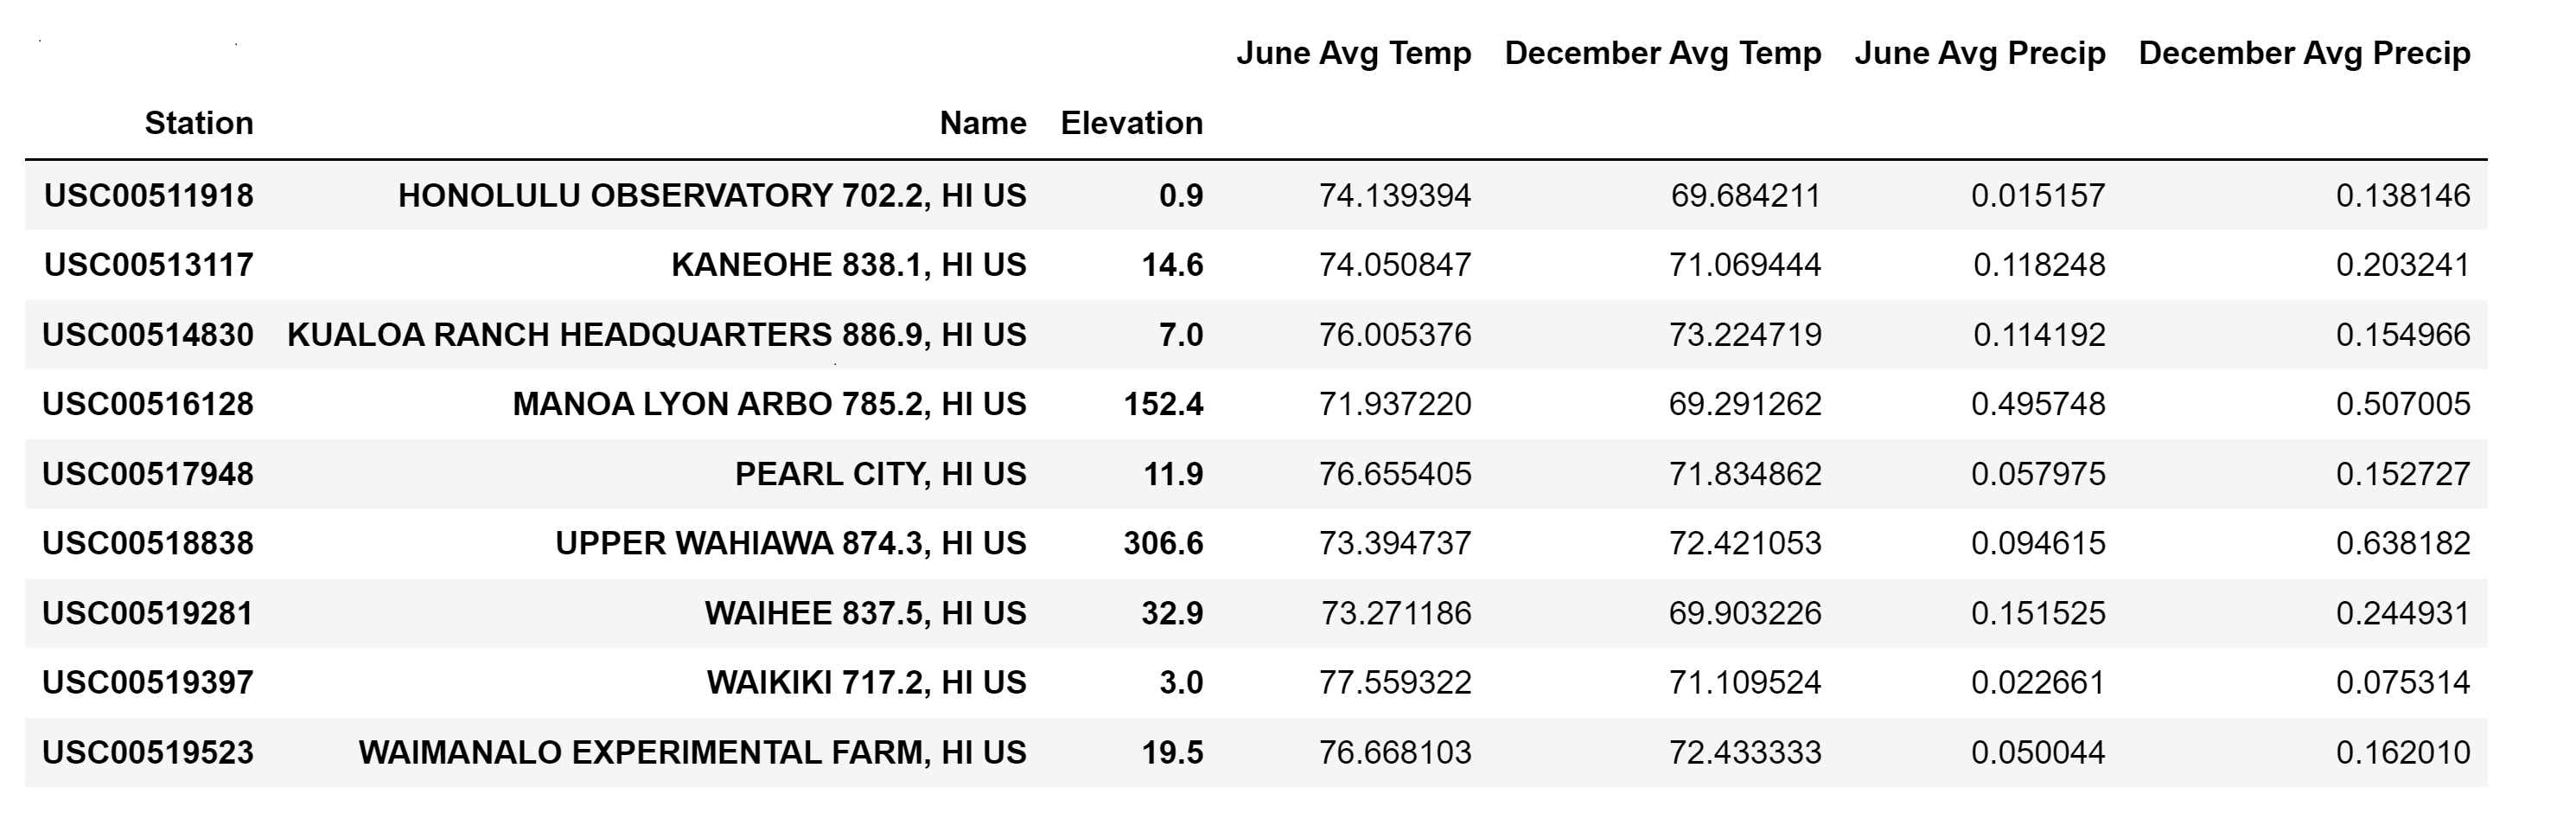 June Avg Temp December Avg Temp June Avg Precip December Avg Precip
Station Name Elevation
USC00511918 HONOLULU OBSERVATORY 702.2, HI US 0.9 74.139394 69.684211 0.015157 0.138146
USC00513117 KANEOHE 838.1, HI US 14.6 74.050847 71.069444 0.118248 0.203241
USC00514830 KUALOA RANCH HEADQUARTERS 886.9, HI US 7.0 76.005376 73.224719 0.114192 0.154966
USC00516128 MANOA LYON ARBO 785.2, HI US 152.4 71.937220 69.291262 0.495748 0.507005
USC00517948 PEARL CITY, HI US 11.9 76.655405 71.834862 0.057975 0.152727
USC00518838 UPPER WAHIAWA 874.3, HI US 306.6 73.394737 72.421053 0.094615 0.638182
USC00519281 WAIHEE 837.5, HI US 32.9 73.271186 69.903226 0.151525 0.244931
USC00519397 WAIKIKI 717.2, HI US 3.0 77.559322 71.109524 0.022661 0.075314
USC00519523 WAIMANALO EXPERIMENTAL FARM, HI US 19.5 76.668103 72.433333 0.050044 0.162010